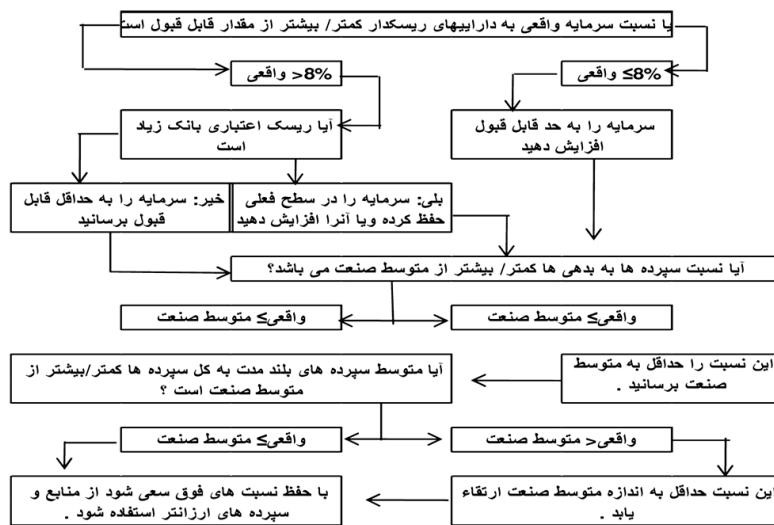 یا نسبت سرمایه واقعی به داراییهای ریسکدار کمتر/ بیشتر از مقدار قابل قبول است
8%≥ واقعی
8%< واقعی
سرمایه را به حد قابل قبول
افزایش دهید
آیا ریسک اعتباری بانک زیاد
است
بلی: سرمایه را در سطح فعلی
حفظ کرده ویا آنرا افزایش دهید
خیر: سرمایه را به حداقل قابل
قبول برسانید
آیا نسبت سپرده ها به بدهی ها کمتر/ بیشتر از متوسط صنعت می باشد؟
واقعی≥ متوسط صنعت
واقعی≥ متوسط صنعت
این نسبت را حداقل به متوسط
صنعت برسانید .
آیا متوسط سپرده های بلند مدت به کل سپرده ها کمتر/بیشتر از
متوسط صنعت است ؟
واقعی< متوسط صنعت
واقعی≥ متوسط صنعت
این نسبت حداقل به اندازه متوسط صنعت ارتقاء
یابد .
با حفظ نسبت های فوق سعی شود از منابع و
سپرده های ارزانتر استفاده شود .